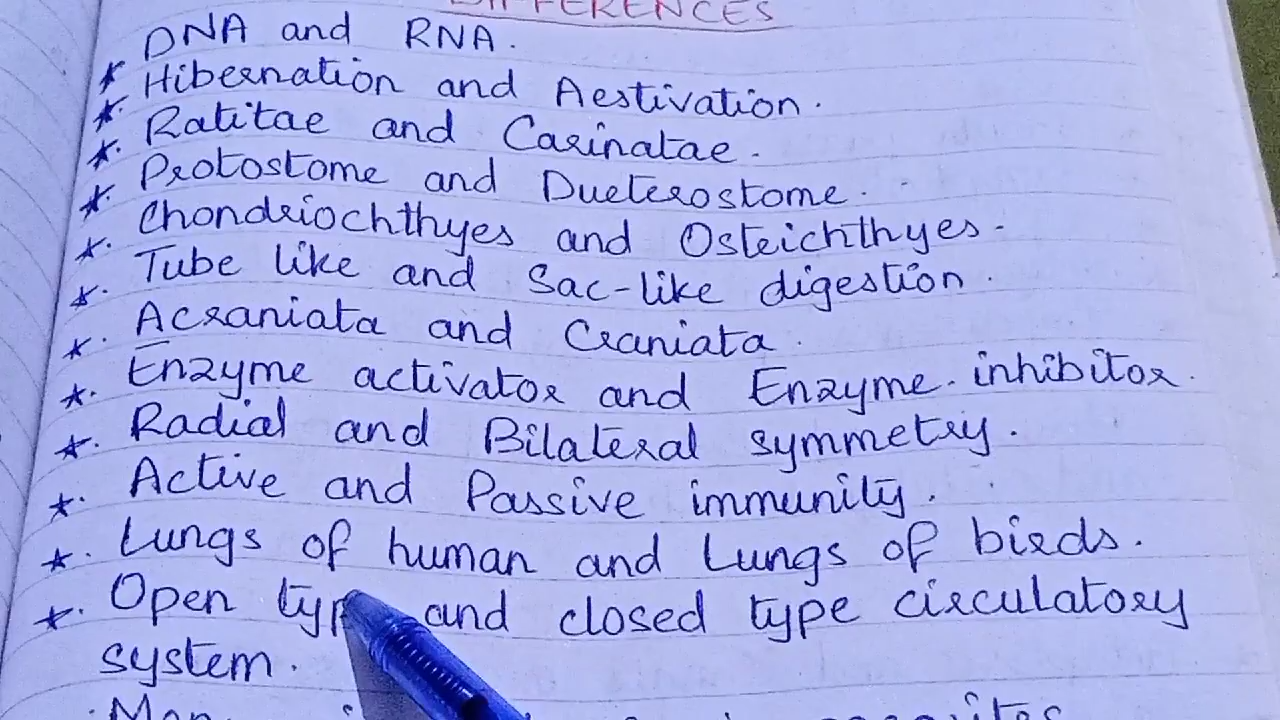 DIFFERENCES
DNA and RNA.
* Hibernation and Aestivation.
*. Ratitae and Carinatae.
*. Protostome and Dueterostome.
*. Chondriochthyes and Osteichthyes.
*. Tube like and Sac-like digestion.
*. Acraniata and Craniata.
*. Enzyme activator and Enzyme inhibitor.
*. Radial and Bilateral symmetry.
*. Active and Passive immunity.
*. Lungs of human and Lungs of birds.
*. Open and closed type circulatory
*. system.